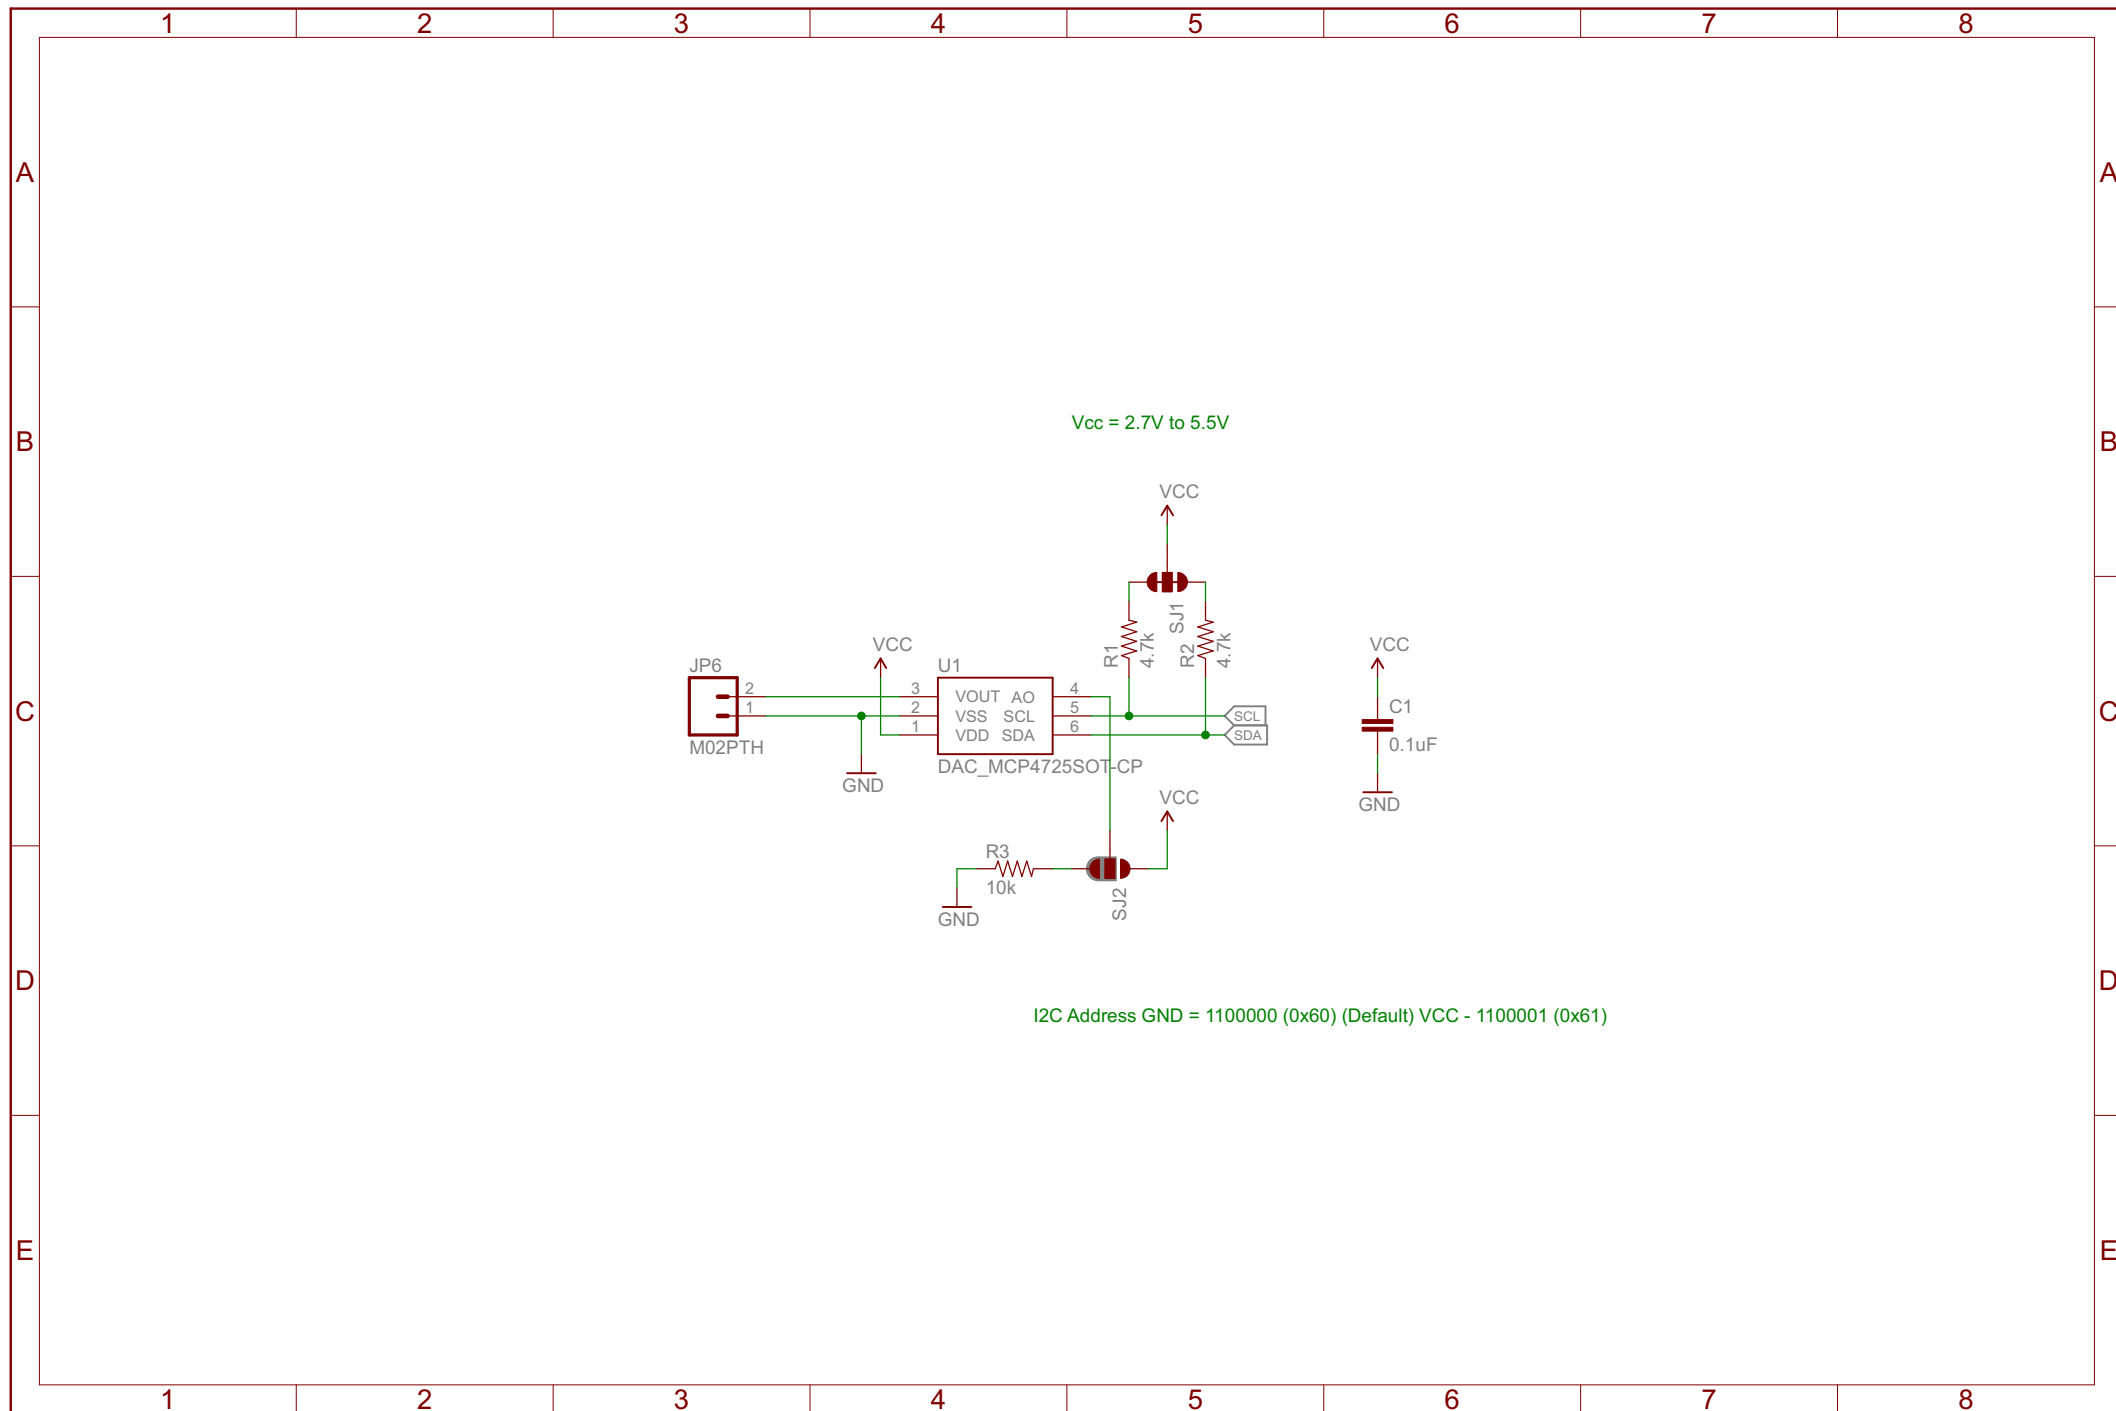 1 2 3 4 5 6 7 8
A A
B B
Vcc = 2.7V to 5.5V
VCC
SJ1
R1
4.7k
R2
4.7k
VCC
VCC
JP6
2
1
M02PTH
U1
3 VOUT AO 4
2 VSS SCL 5
1 VDD SDA 6
DAC_MCP4725SOT-CP
SCL
SDA
GND
C C
C1
0.1uF
GND
VCC
R3
10k
SJ2
GND
D D
I2C Address GND = 1100000 (0x60) (Default) VCC - 1100001 (0x61)
E E
1 2 3 4 5 6 7 8